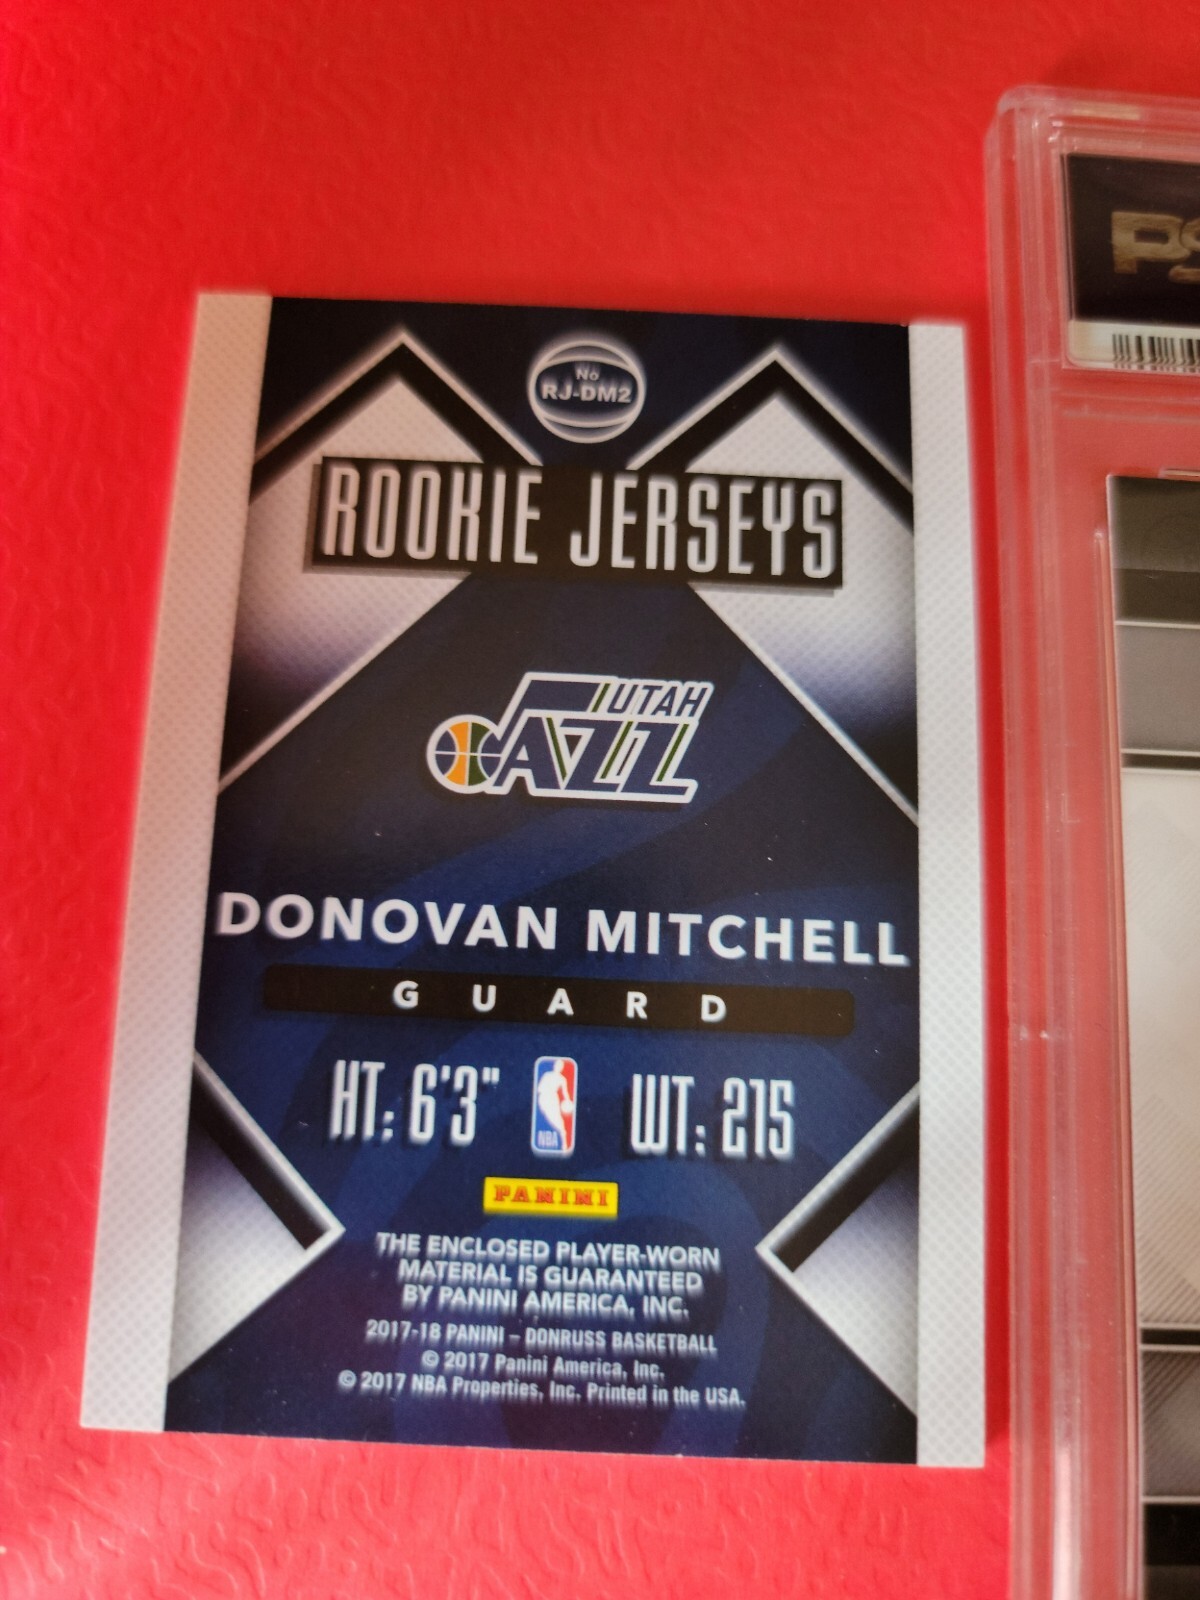 No
RJ-DM2
ROOKIE JERSEYS
UTAH
JAZZ
DONOVAN MITCHELL
GUARD
HT: 6'3" WT: 215
NBA
PANINI
THE ENCLOSED PLAYER-WORN
MATERIAL IS GUARANTEED
BY PANINI AMERICA, INC.
2017-18 PANINI – DONRUSS BASKETBALL
© 2017 Panini America, Inc.
© 2017 NBA Properties, Inc. Printed in the USA.